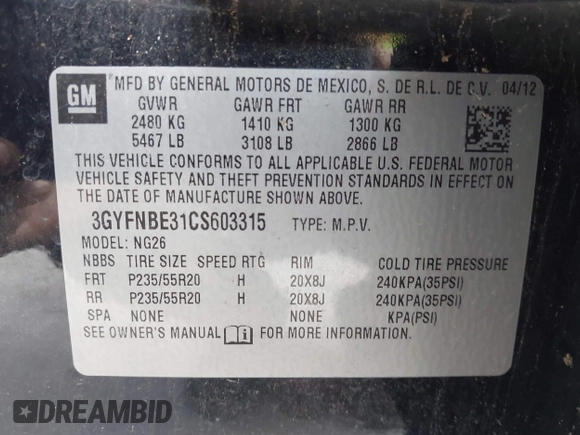 GM MFD BY GENERAL MOTORS DE MEXICO, S. DE R.L. DE C.V. 04/12
GVWR GAWR FRT GAWR RR
2480 KG 1410 KG 1300 KG
5467 LB 3108 LB 2866 LB
THIS VEHICLE CONFORMS TO ALL APPLICABLE U.S. FEDERAL MOTOR
VEHICLE SAFETY AND THEFT PREVENTION STANDARDS IN EFFECT ON
THE DATE OF MANUFACTURE SHOWN ABOVE.
3GYFNBE31CS603315 TYPE: M.P.V.
MODEL: NG26
NBBS TIRE SIZE SPEED RTG RIM COLD TIRE PRESSURE
FRT P235/55R20 H 20X8J 240KPA(35PSI)
RR P235/55R20 H 20X8J 240KPA(35PSI)
SPA NONE NONE KPA(PSI)
SEE OWNER'S MANUAL FOR MORE INFORMATION.
DREAMBID